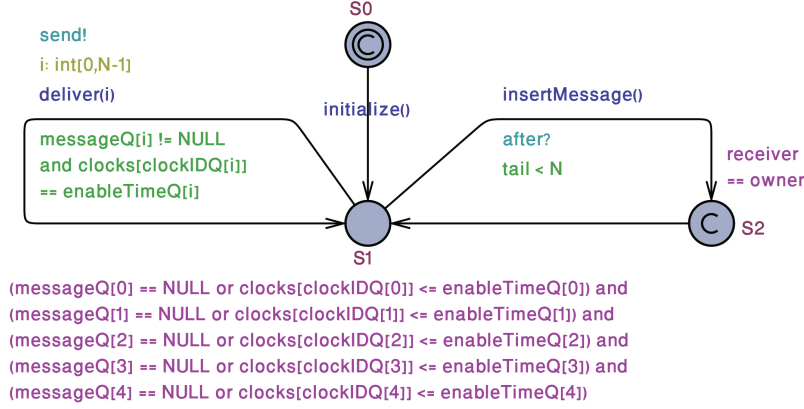 S0
send!
i: int[0,N-1]
deliver(i)
initialize()
insertMessage()
messageQ[i] != NULL
and clocks[clockIDQ[i]]
== enableTimeQ[i]
after?
tail < N
receiver
== owner
C
C
S1
S2
(messageQ[0] == NULL or clocks[clockIDQ[0]] <= enableTimeQ[0]) and
(messageQ[1] == NULL or clocks[clockIDQ[1]] <= enableTimeQ[1]) and
(messageQ[2] == NULL or clocks[clockIDQ[2]] <= enableTimeQ[2]) and
(messageQ[3] == NULL or clocks[clockIDQ[3]] <= enableTimeQ[3]) and
(messageQ[4] == NULL or clocks[clockIDQ[4]] <= enableTimeQ[4])